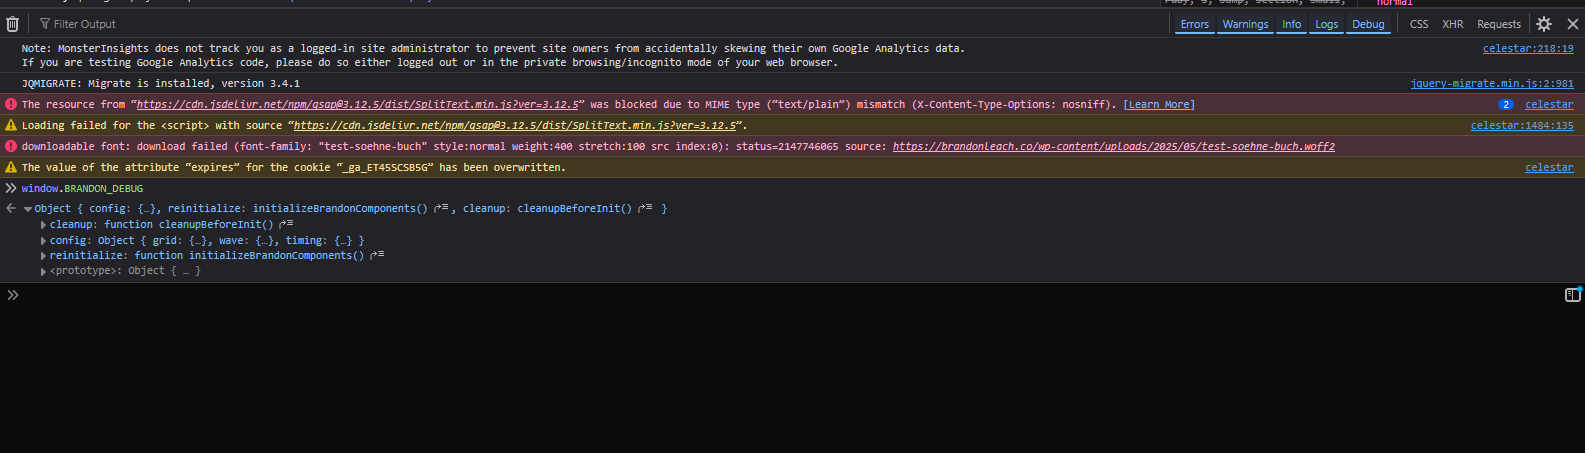 normal
Filter Output
Errors Warnings Info Logs Debug CSS XHR Requests
Note: MonsterInsights does not track you as a logged-in site administrator to prevent site owners from accidentally skewing their own Google Analytics data. celestar:218:19
If you are testing Google Analytics code, please do so either logged out or in the private browsing/incognito mode of your web browser.
JQMIGRATE: Migrate is installed, version 3.4.1 jquery-migrate.min.js:2:981
The resource from “https://cdn.jsdelivr.net/npm/gsap@3.12.5/dist/SplitText.min.js?ver=3.12.5” was blocked due to MIME type (“text/plain”) mismatch (X-Content-Type-Options: nosniff). [Learn More] 2 celestar
Loading failed for the <script> with source “https://cdn.jsdelivr.net/npm/gsap@3.12.5/dist/SplitText.min.js?ver=3.12.5”. celestar:1484:135
downloadable font: download failed (font-family: "test-soehne-buch" style:normal weight:400 stretch:100 src index:0): status=2147746065 source: https://brandonleach.co/wp-content/uploads/2025/05/test-soehne-buch.woff2
The value of the attribute “expires” for the cookie “_ga_ET45SCSB5G” has been overwritten. celestar
window.BRANDON_DEBUG
Object { config: {…}, reinitialize: initializeBrandonComponents(), cleanup: cleanupBeforeInit() }
cleanup: function cleanupBeforeInit()
config: Object { grid: {…}, wave: {…}, timing: {…} }
reinitialize: function initializeBrandonComponents()
<prototype>: Object { … }